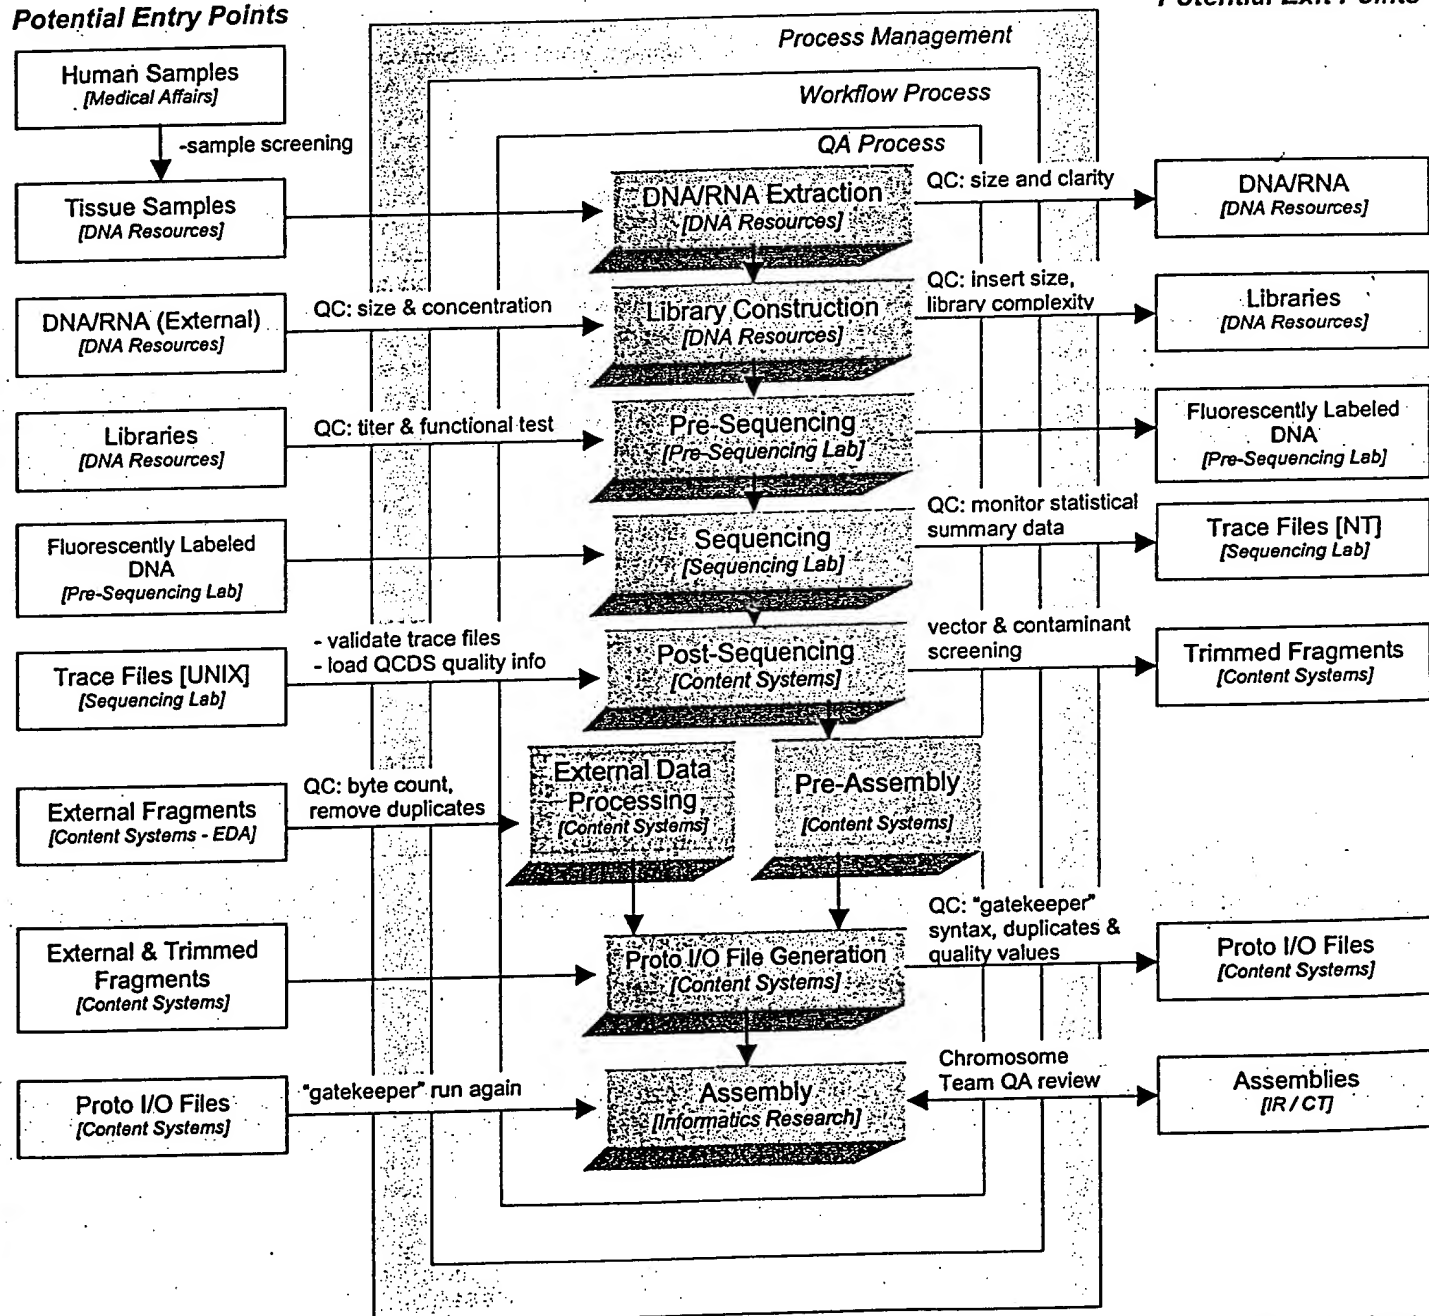 Potential Entry Points
Potential Exit Points
Process Management
Workflow Process
QA Process
Human Samples
[Medical Affairs]
-sample screening
Tissue Samples
[DNA Resources]
DNA/RNA Extraction
[DNA Resources]
QC: size and clarity
DNA/RNA
[DNA Resources]
DNA/RNA (External)
[DNA Resources]
QC: size & concentration
Library Construction
[DNA Resources]
QC: insert size,
library complexity
Libraries
[DNA Resources]
Libraries
[DNA Resources]
QC: titer & functional test
Pre-Sequencing
[Pre-Sequencing Lab]
Fluorescently Labeled
DNA
[Pre-Sequencing Lab]
Fluorescently Labeled
DNA
[Pre-Sequencing Lab]
Sequencing
[Sequencing Lab]
QC: monitor statistical
summary data
Trace Files [NT]
[Sequencing Lab]
Trace Files [UNIX]
[Sequencing Lab]
- validate trace files
- load QCDS quality info
Post-Sequencing
[Content Systems]
vector & contaminant
screening
Trimmed Fragments
[Content Systems]
External Fragments
[Content Systems - EDA]
QC: byte count,
remove duplicates
External Data
Processing
[Content Systems]
Pre-Assembly
[Content Systems]
External & Trimmed
Fragments
[Content Systems]
Proto I/O File Generation
[Content Systems]
QC: "gatekeeper"
syntax, duplicates &
quality values
Proto I/O Files
[Content Systems]
Proto I/O Files
[Content Systems]
"gatekeeper" run again
Assembly
[Informatics Research]
Chromosome
Team QA review
Assemblies
[IR / CT]